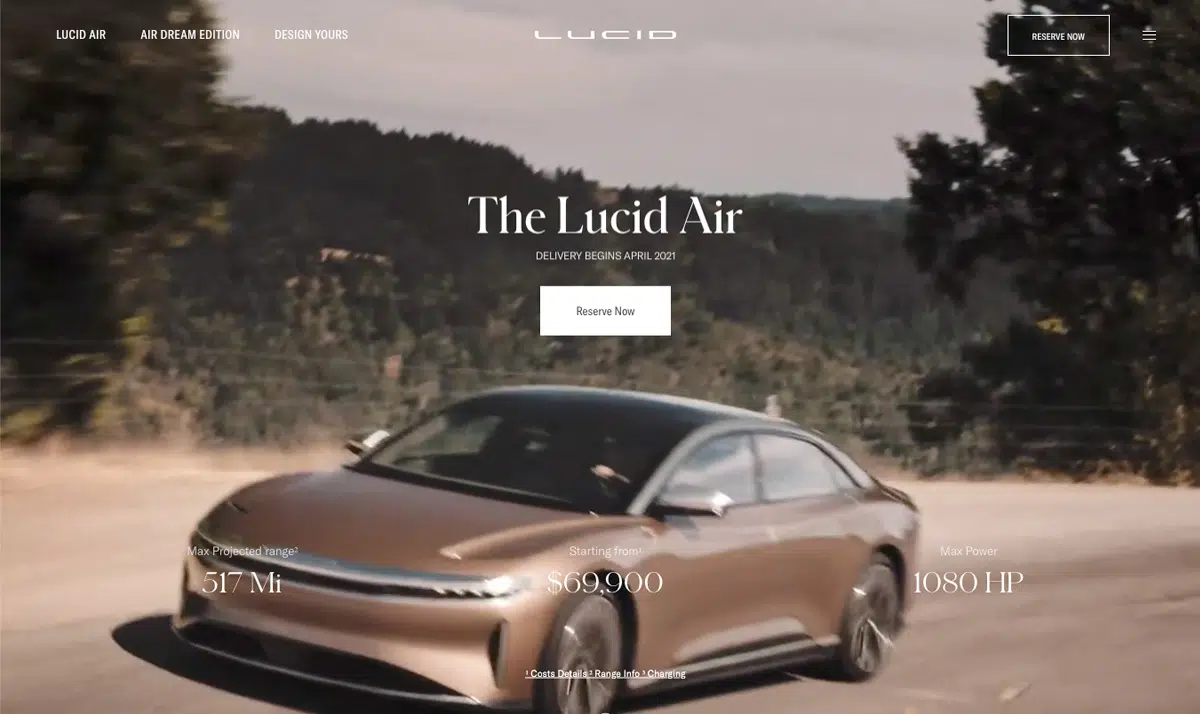 LUCID AIR
AIR DREAM EDITION
DESIGN YOURS
LUCID
RESERVE NOW
The Lucid Air
DELIVERY BEGINS APRIL 2021
Reserve Now
Max Projected range²
517 Mi
Starting from¹
$69,900
Max Power
1080 HP
¹ Costs Details ² Range Info ³ Charging